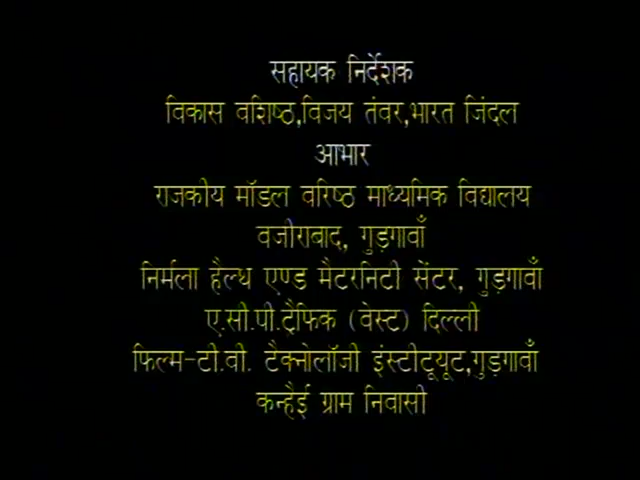 सहायक निर्देशक
विकास वशिष्ठ,विजय तंवर,भारत जिंदल
आभार
राजकीय मॉडल वरिष्ठ माध्यमिक विद्यालय
वजीराबाद, गुड़गावाँ
निर्मला हैल्थ एण्ड मैटरनिटी सेंटर, गुड़गावाँ
ए.सी.पी.ट्रैफिक (वेस्ट) दिल्ली
फिल्म-टी.वी. टैक्नोलॉजी इंस्टीटूयूट,गुड़गावाँ
कन्हैई ग्राम निवासी